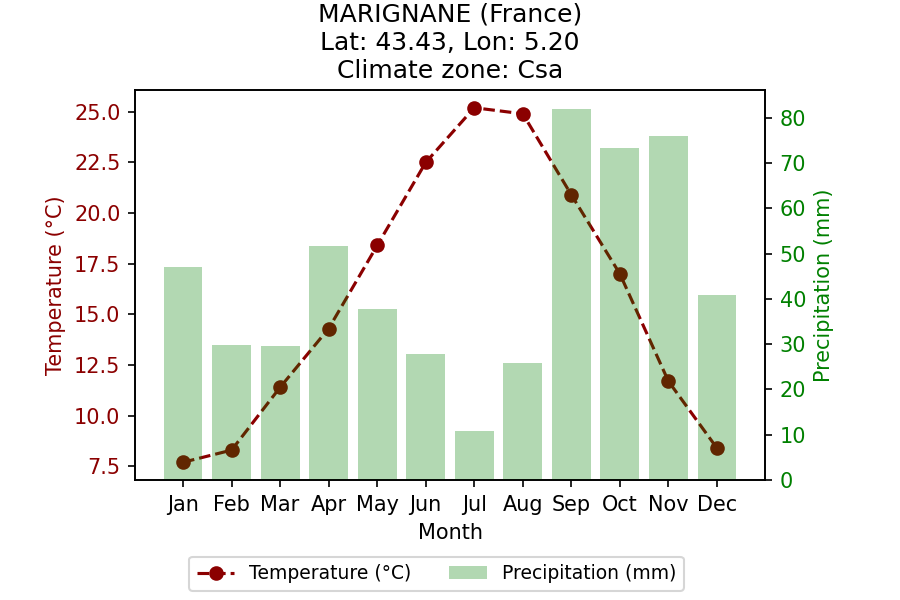 MARIGNANE (France)
Lat: 43.43, Lon: 5.20
Climate zone: Csa
25.0
22.5
20.0
17.5
15.0
12.5
10.0
7.5
Temperature (°C)
80
70
60
50
40
30
20
10
0
Precipitation (mm)
Jan Feb Mar Apr May Jun Jul Aug Sep Oct Nov Dec
Month
Temperature (°C) Precipitation (mm)